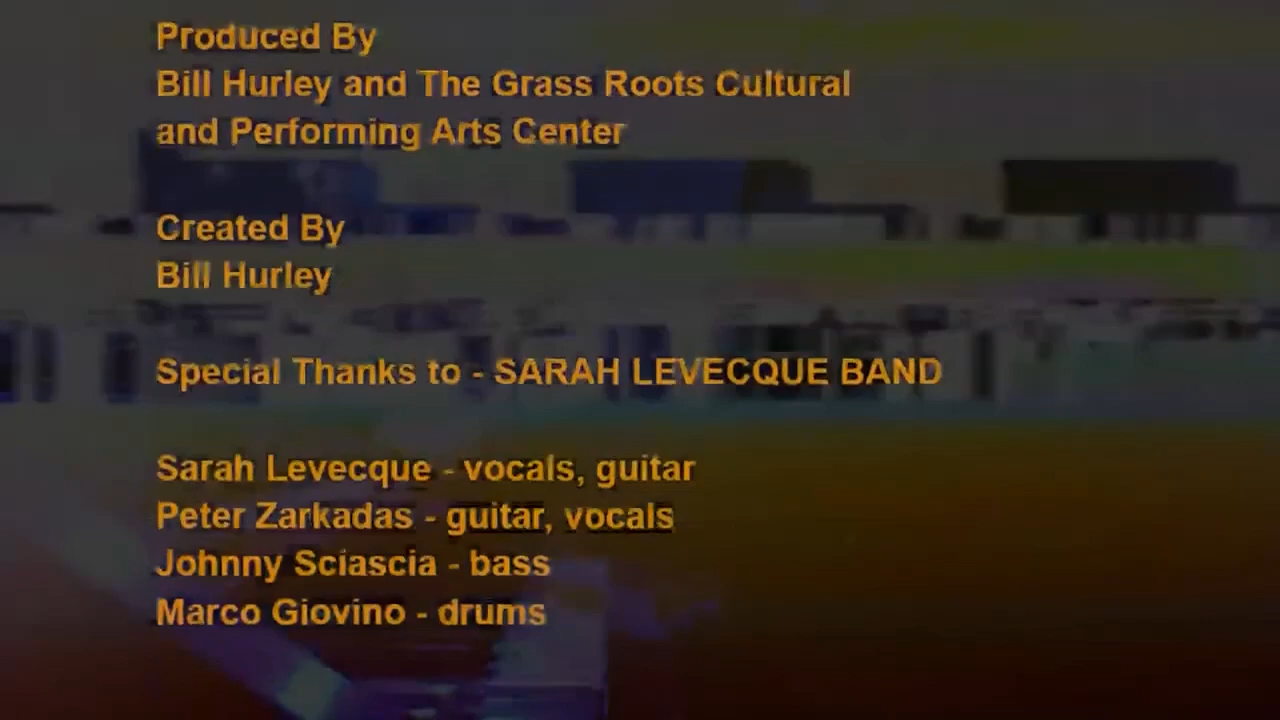 Produced By
Bill Hurley and The Grass Roots Cultural
and Performing Arts Center
Created By
Bill Hurley
Special Thanks to - SARAH LEVECQUE BAND
Sarah Levecque - vocals, guitar
Peter Zarkadas - guitar, vocals
Johnny Sciascia - bass
Marco Giovino - drums